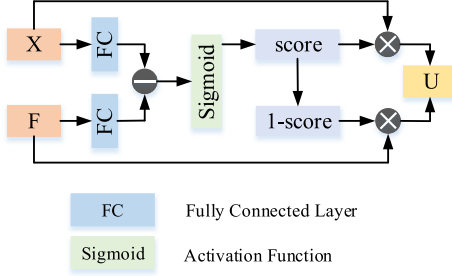 X
FC
F
FC
Sigmoid
score
1-score
U
FC
Fully Connected Layer
Sigmoid
Activation Function